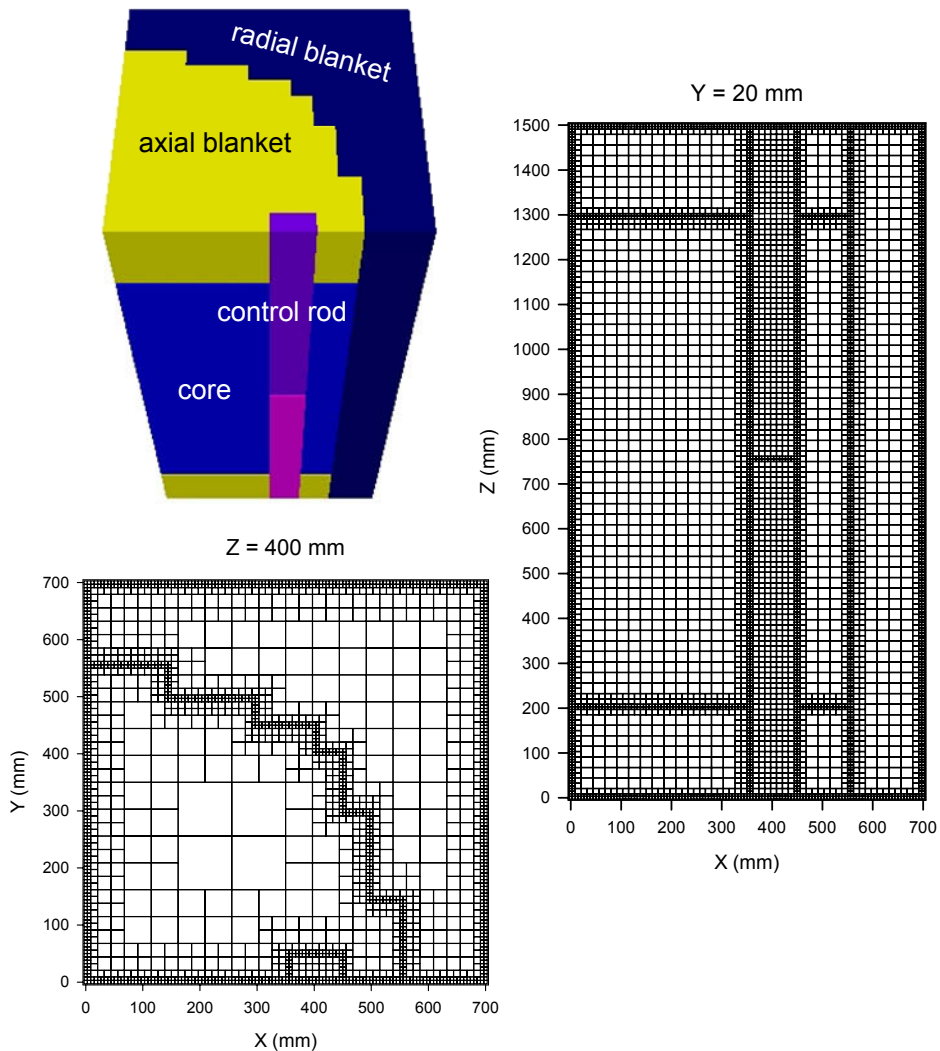 radial blanket
axial blanket
control rod
core
Y = 20 mm
1500
1400
1300
1200
1100
1000
900
800
700
600
500
400
300
200
100
0
Z (mm)
0 100 200 300 400 500 600 700
X (mm)
Z = 400 mm
700
600
500
400
300
200
100
0
Y (mm)
0 100 200 300 400 500 600 700
X (mm)